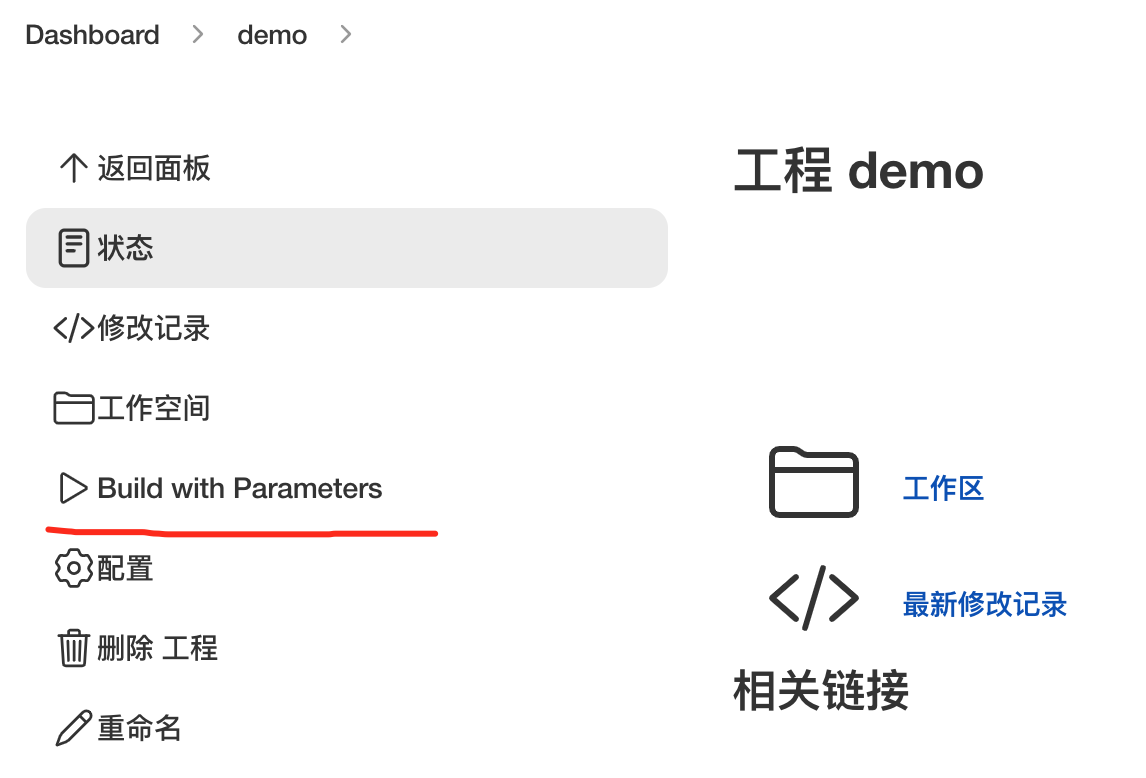 Dashboard > demo >
返回面板
状态
修改记录
工作空间
Build with Parameters
配置
删除 工程
重命名
工程 demo
工作区
最新修改记录
相关链接